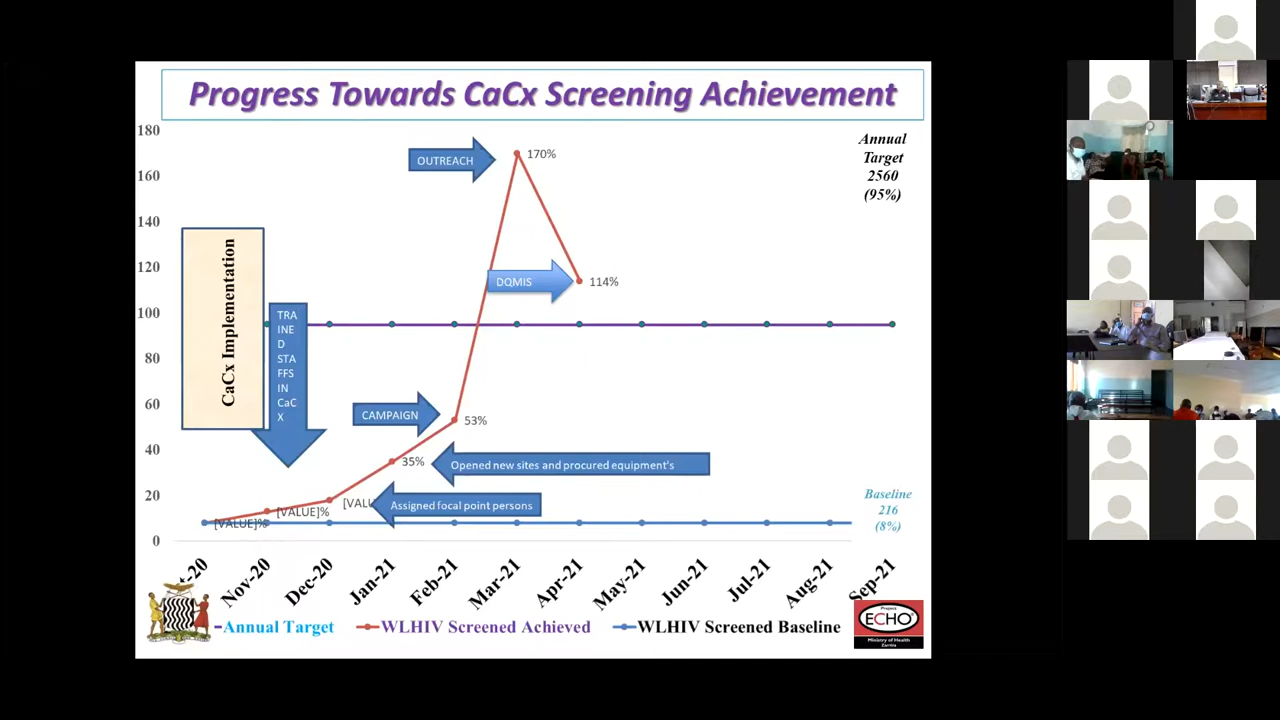 Progress Towards CaCx Screening Achievement
180
160
140
120
100
80
60
40
20
0
Annual
Target
2560
(95%)
OUTREACH
170%
DQMIS
114%
CaCx Implementation
TRA
INE
D
STA
FFS
IN
CaC
X
CAMPAIGN
53%
35%
Opened new sites and procured equipment's
[VALU
Assigned focal point persons
[VALUE]%
[VALUE]%
Baseline
216
(8%)
t-20
Nov-20
Dec-20
Jan-21
Feb-21
Mar-21
Apr-21
May-21
Jun-21
Jul-21
Aug-21
Sep-21
Annual Target
WLHIV Screened Achieved
WLHIV Screened Baseline
Project
ECHO
Ministry of Health
Zambia